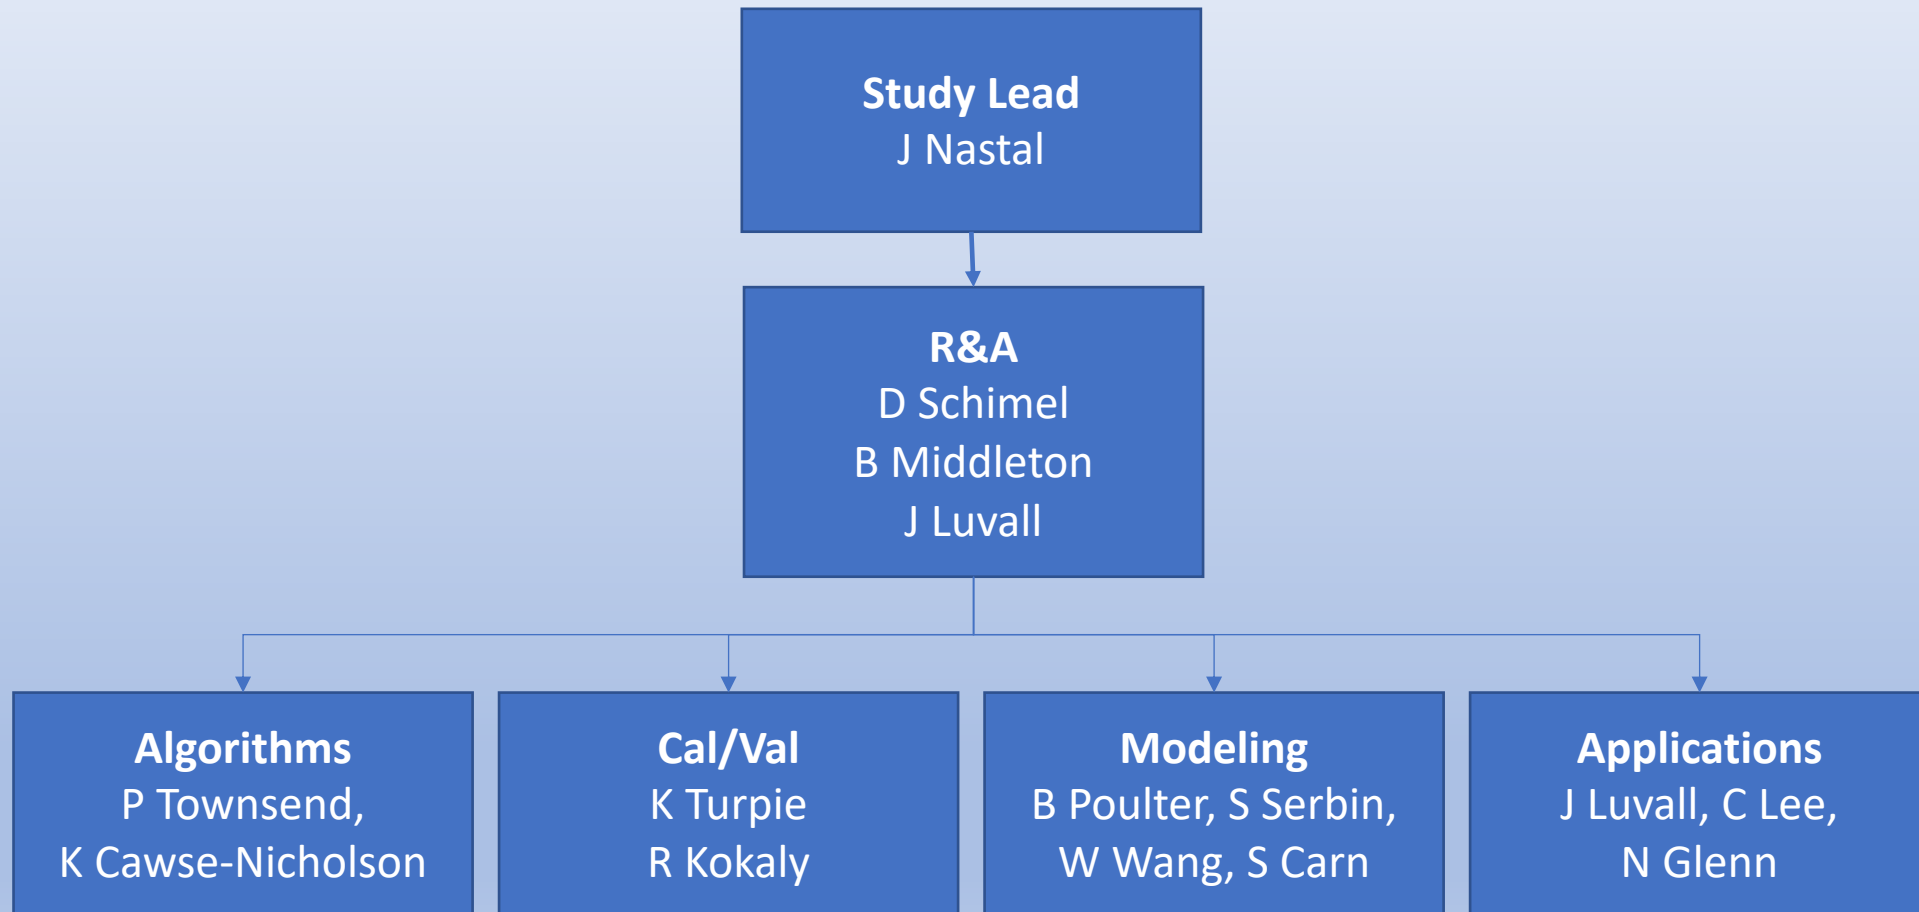 Study Lead
J Nastal
R&A
D Schimel
B Middleton
J Luvall
Algorithms
P Townsend,
K Cawse-Nicholson
Cal/Val
K Turpie
R Kokaly
Modeling
B Poulter, S Serbin,
W Wang, S Carn
Applications
J Luvall, C Lee,
N Glenn